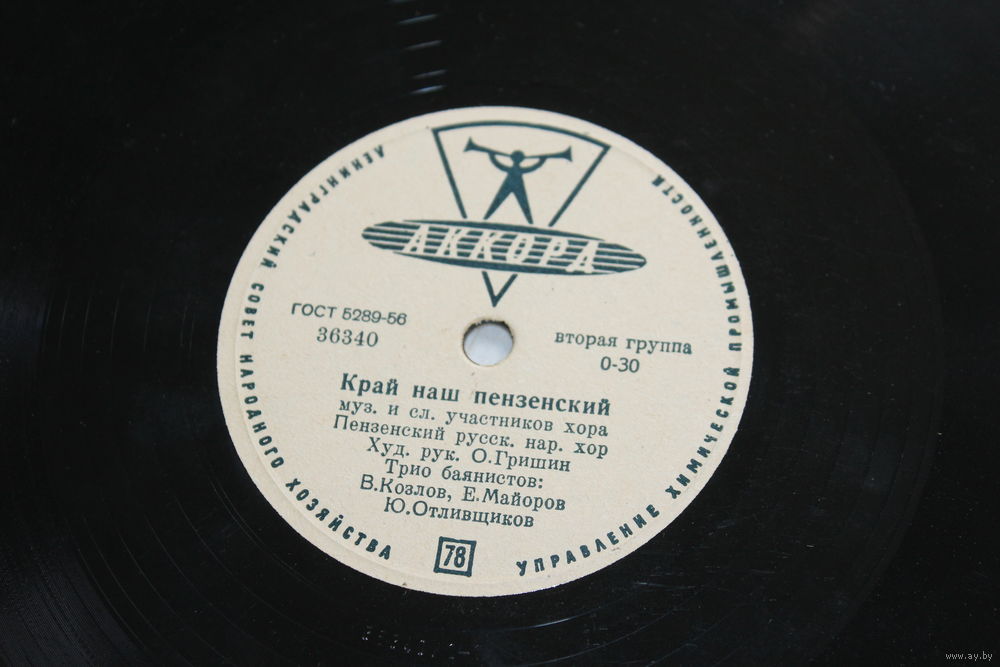 ЛЕНИНГРАДСКИЙ СОВЕТ НАРОДНОГО ХОЗЯЙСТВА
УПРАВЛЕНИЕ ХИМИЧЕСКОЙ ПРОМЫШЛЕННОСТИ
АККОРД
ГОСТ 5289-56
36340
вторая группа
0-30
Край наш пензенский
муз. и сл. участников хора
Пензенский русск. нар. хор
Худ. рук. О.Гришин
Трио баянистов:
В.Козлов, Е.Майоров
Ю.Отливщиков
78
www.ay.by